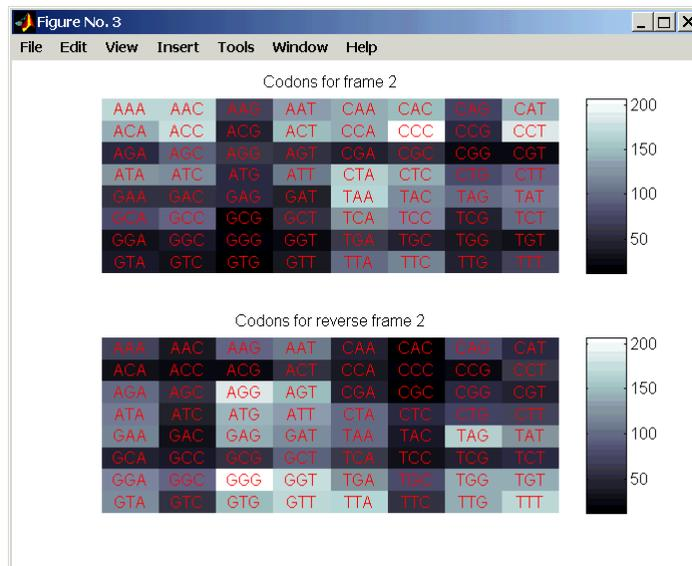 Figure No. 3
File Edit View Insert Tools Window Help
Codons for frame 2
AAA AAC AAG AAT CAA CAC CAG CAT
ACA ACC ACG ACT CCA CCC CCG CCT
AGA AGC AGG AGT CGA CGC CGG CGT
ATA ATC ATG ATT CTA CTC CTG CTT
GAA GAC GAG GAT TAA TAC TAG TAT
GCA GCC GCG GCT TCA TCC TCG TCT
GGA GGC GGG GGT TGA TGC TGG TGT
GTA GTC GTG GTT TTA TTC TTG TTT
200
150
100
50
Codons for reverse frame 2
AAA AAC AAG AAT CAA CAC CAG CAT
ACA ACC ACG ACT CCA CCC CCG CCT
AGA AGC AGG AGT CGA CGC CGG CGT
ATA ATC ATG ATT CTA CTC CTG CTT
GAA GAC GAG GAT TAA TAC TAG TAT
GCA GCC GCG GCT TCA TCC TCG TCT
GGA GGC GGG GGT TGA TGC TGG TGT
GTA GTC GTG GTT TTA TTC TTG TTT
200
150
100
50